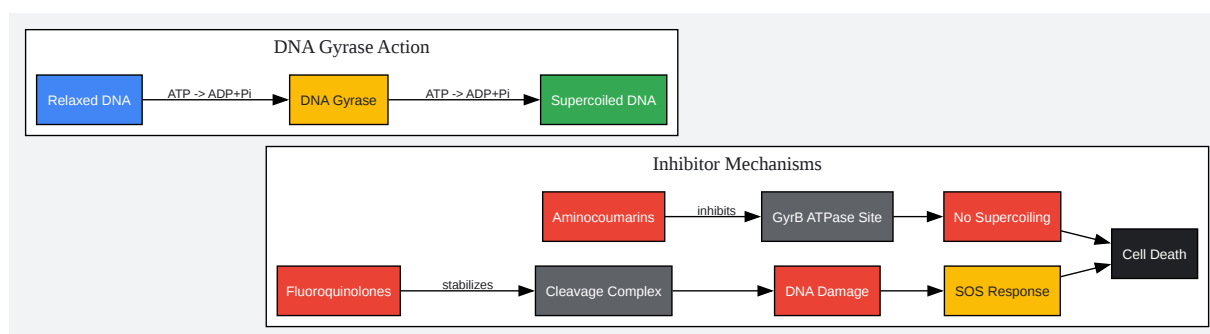 DNA Gyrase Action
Relaxed DNA
ATP -> ADP+Pi
DNA Gyrase
ATP -> ADP+Pi
Supercoiled DNA
Inhibitor Mechanisms
Aminocoumarins
inhibits
GyrB ATPase Site
No Supercoiling
Cell Death
Fluoroquinolones
stabilizes
Cleavage Complex
DNA Damage
SOS Response